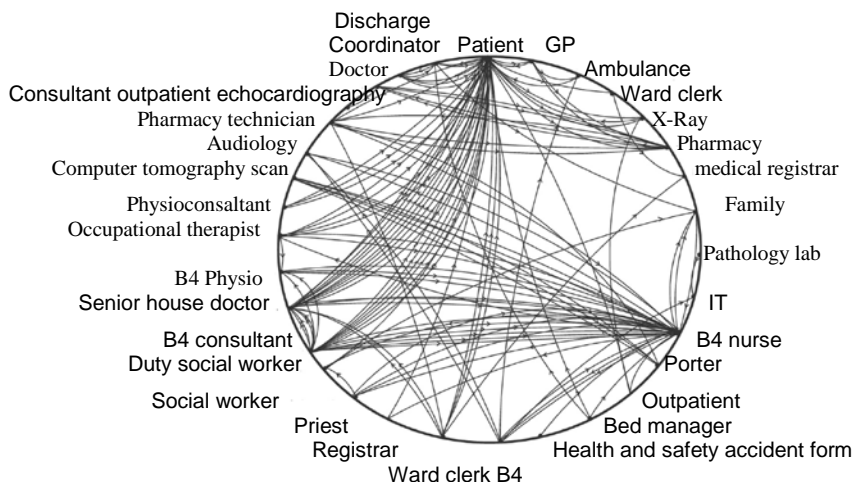 Discharge
Coordinator Patient GP
Doctor Ambulance
Consultant outpatient echocardiography Ward clerk
Pharmacy technician X-Ray
Audiology Pharmacy
Computer tomography scan medical registrar
Physioconsaltant Family
Occupational therapist
Pathology lab
B4 Physio
Senior house doctor IT
B4 consultant B4 nurse
Duty social worker Porter
Social worker Outpatient
Priest Bed manager
Registrar Health and safety accident form
Ward clerk B4